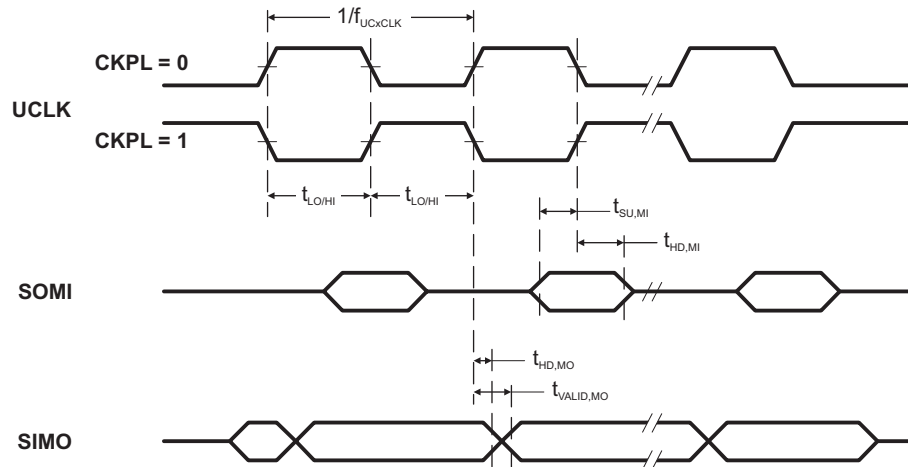 1/fUCxCLK
CKPL = 0
UCLK
CKPL = 1
tLO/HI tLO/HI
tSU,MI
tHD,MI
SOMI
tHD,MO
tVALID,MO
SIMO